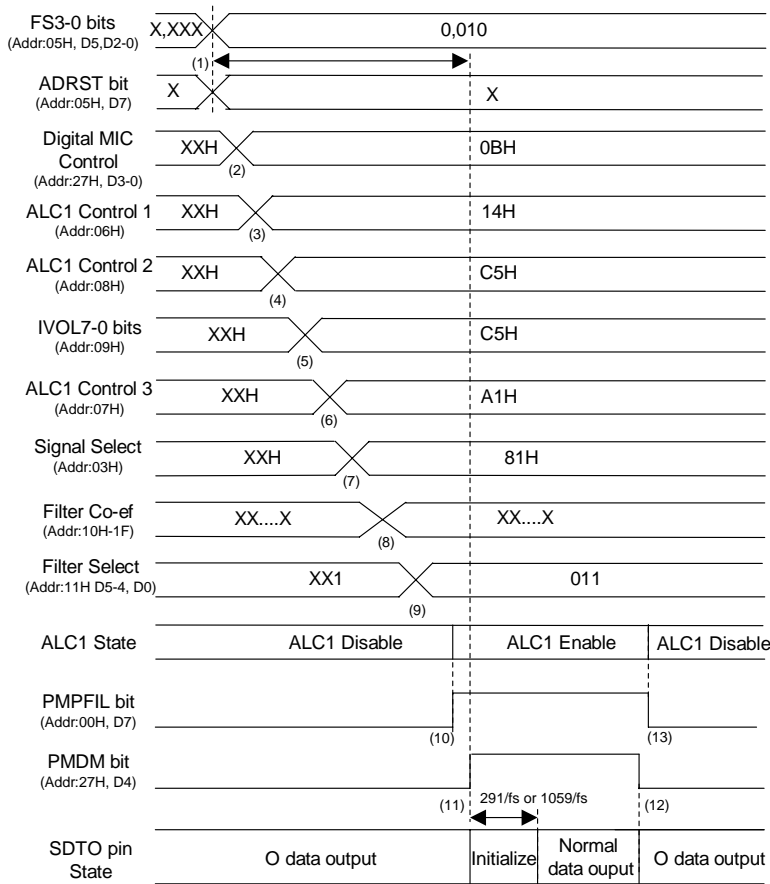 FS3-0 bits
(Addr:05H, D5,D2-0)
X,XXX
0,010
(1)
ADRST bit
(Addr:05H, D7)
X
X
Digital MIC
Control
(Addr:27H, D3-0)
XXH
0BH
(2)
ALC1 Control 1
(Addr:06H)
XXH
14H
(3)
ALC1 Control 2
(Addr:08H)
XXH
C5H
(4)
IVOL7-0 bits
(Addr:09H)
XXH
C5H
(5)
ALC1 Control 3
(Addr:07H)
XXH
A1H
(6)
Signal Select
(Addr:03H)
XXH
81H
(7)
Filter Co-ef
(Addr:10H-1F)
XX....X
XX....X
(8)
Filter Select
(Addr:11H D5-4, D0)
XX1
011
(9)
ALC1 State
ALC1 Disable
ALC1 Enable
ALC1 Disable
PMPFIL bit
(Addr:00H, D7)
(10)
(13)
PMDM bit
(Addr:27H, D4)
(11)
291/fs or 1059/fs
(12)
SDTO pin
State
O data output
Initialize
Normal
data ouput
O data output